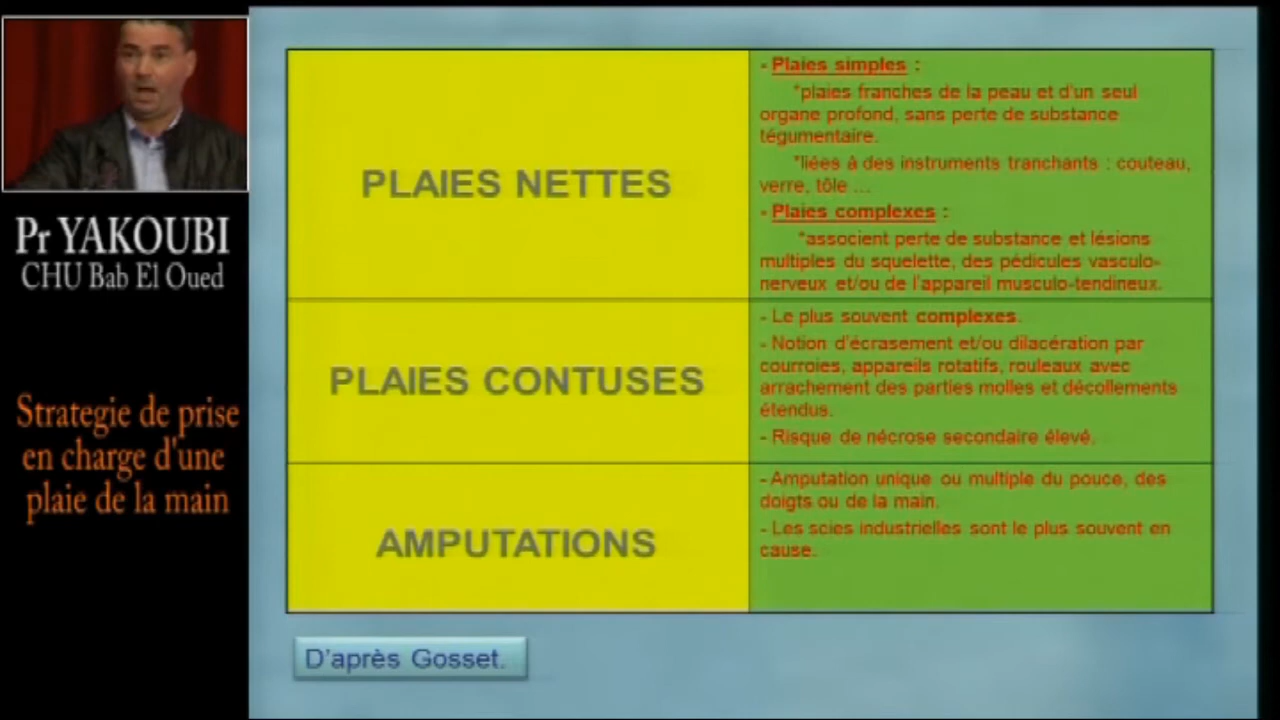 Pr YAKOUBI
CHU Bab El Oued
Strategie de prise
en charge d'une
plaie de la main
PLAIES NETTES
- Plaies simples :
*plaies franches de la peau et d'un seul
organe profond, sans perte de substance
tégumentaire.
*liées à des instruments tranchants : couteau,
verre, tôle ...
- Plaies complexes :
*associent perte de substance et lésions
multiples du squelette, des pédicules vasculo-
nerveux et/ou de l'appareil musculo-tendineux.
PLAIES CONTUSES
- Le plus souvent complexes.
- Notion d'écrasement et/ou dilacération par
courroies, appareils rotatifs, rouleaux avec
arrachement des parties molles et décollements
étendus.
- Risque de nécrose secondaire élevé.
AMPUTATIONS
- Amputation unique ou multiple du pouce, des
doigts ou de la main.
- Les scies industrielles sont le plus souvent en
cause.
D'après Gosset.